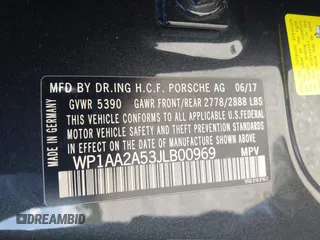 MFD. BY DR.ING H.C.F. PORSCHE AG 06/17
GVWR 5390 GAWR FRONT/REAR 2778/2888 LBS
THIS VEHICLE CONFORMS TO ALL APPLICABLE
U.S. FEDERAL SAFETY, BUMPER AND
THEFT PREVENTION STANDARDS IN EFFECT
ON THE DATE OF MANUFACTURE SHOWN ABOVE.
WP1AA2A53JLB00969 MPV
MADE IN GERMANY
DREAMBID